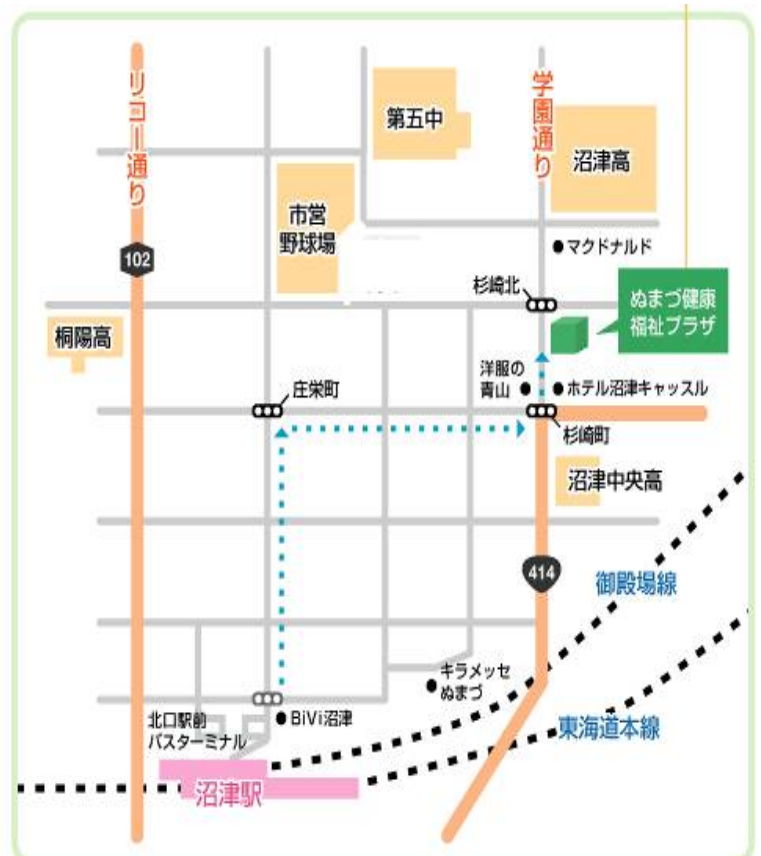 リコー通り
第五中
学園通り
沼津高
市営
野球場
マクドナルド
102
杉崎北
ぬまづ健康
福祉プラザ
桐陽高
洋服の
青山
ホテル沼津キャッスル
庄栄町
杉崎町
沼津中央高
414
御殿場線
キラメッセ
ぬまづ
北口駅前
バスターミナル
BiVi沼津
東海道本線
沼津駅